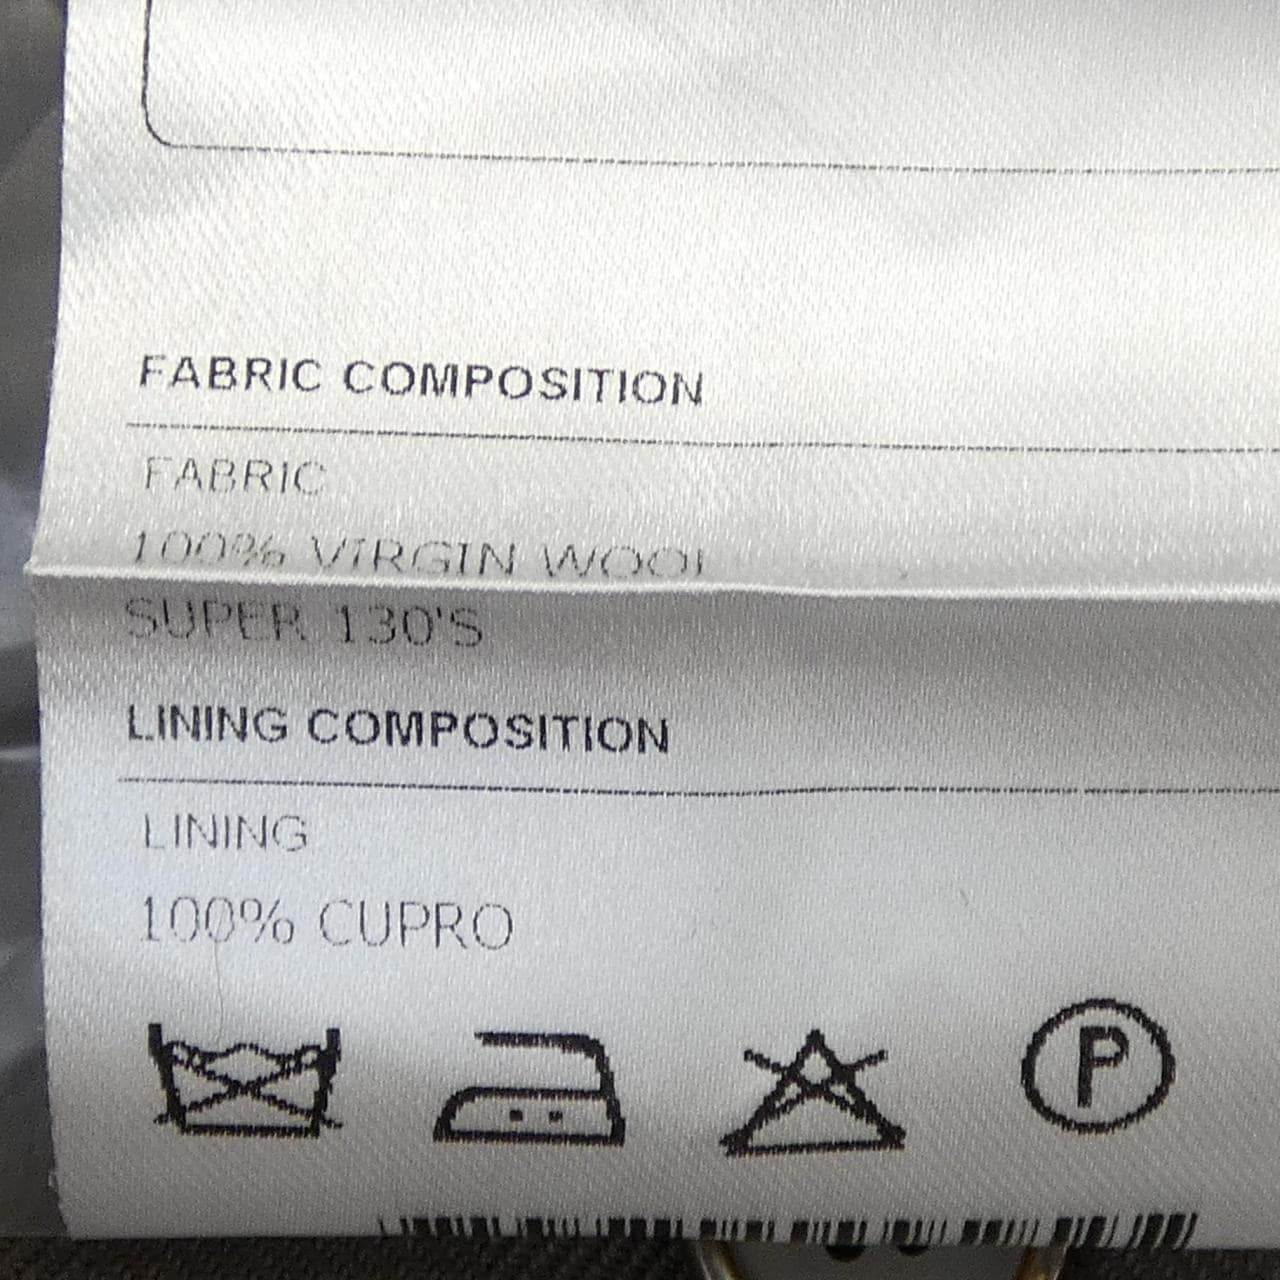 FABRIC COMPOSITION
FABRIC
100% VIRGIN WOOL
SUPER 130'S
LINING COMPOSITION
LINING
100% CUPRO
P